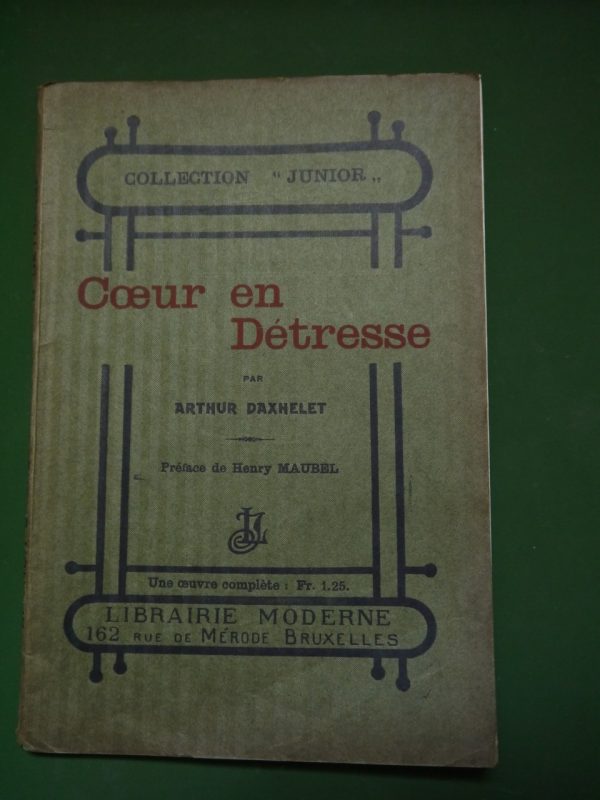 COLLECTION "JUNIOR„
Cœur en
Détresse
PAR
ARTHUR DAXHELET
Préface de Henry MAUBEL
Une œuvre complète : Fr. 1.25.
LIBRAIRIE MODERNE
162, RUE DE MÉRODE BRUXELLES